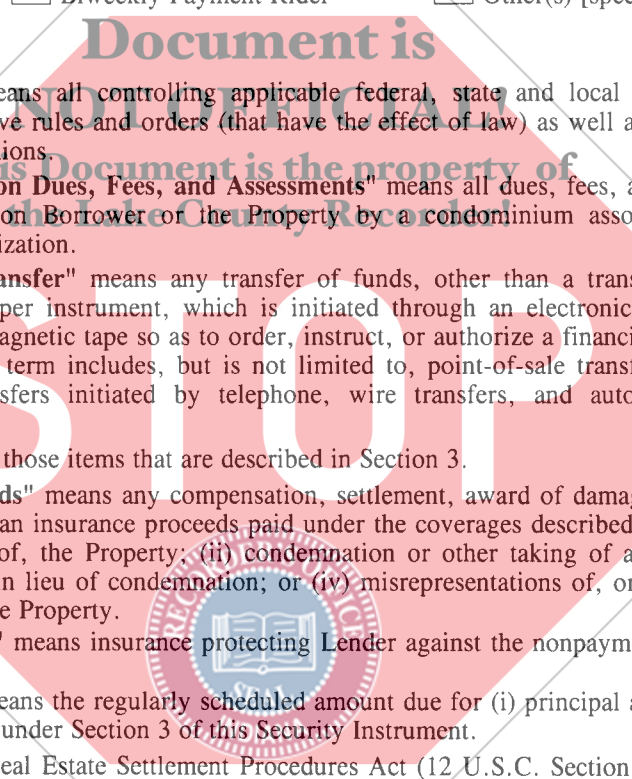 Biweekly Payment Rider
Document is
eans all controlling applicable federal, state and local
NOT OFFICIAL!
ve rules and orders (that have the effect of law) as well a
ions.
is Document is the property of
on Dues, Fees, and Assessments" means all dues, fees, a
on Borrower or the Property by a condominium asso
the Lake County Recorder!
ization.
ansfer" means any transfer of funds, other than a trans
per instrument, which is initiated through an electronic
agnetic tape so as to order, instruct, or authorize a financi
term includes, but is not limited to, point-of-sale transf
sfers initiated by telephone, wire transfers, and auto
STOP
those items that are described in Section 3.
ds" means any compensation, settlement, award of damag
an insurance proceeds paid under the coverages described
of, the Property; (ii) condemnation or other taking of a
n lieu of condemnation; or (iv) misrepresentations of, or
e Property.
" means insurance protecting Lender against the nonpaym
SEAL
eans the regularly scheduled amount due for (i) principal a
under Section 3 of this Security Instrument.
eal Estate Settlement Procedures Act (12 U.S.C. Section